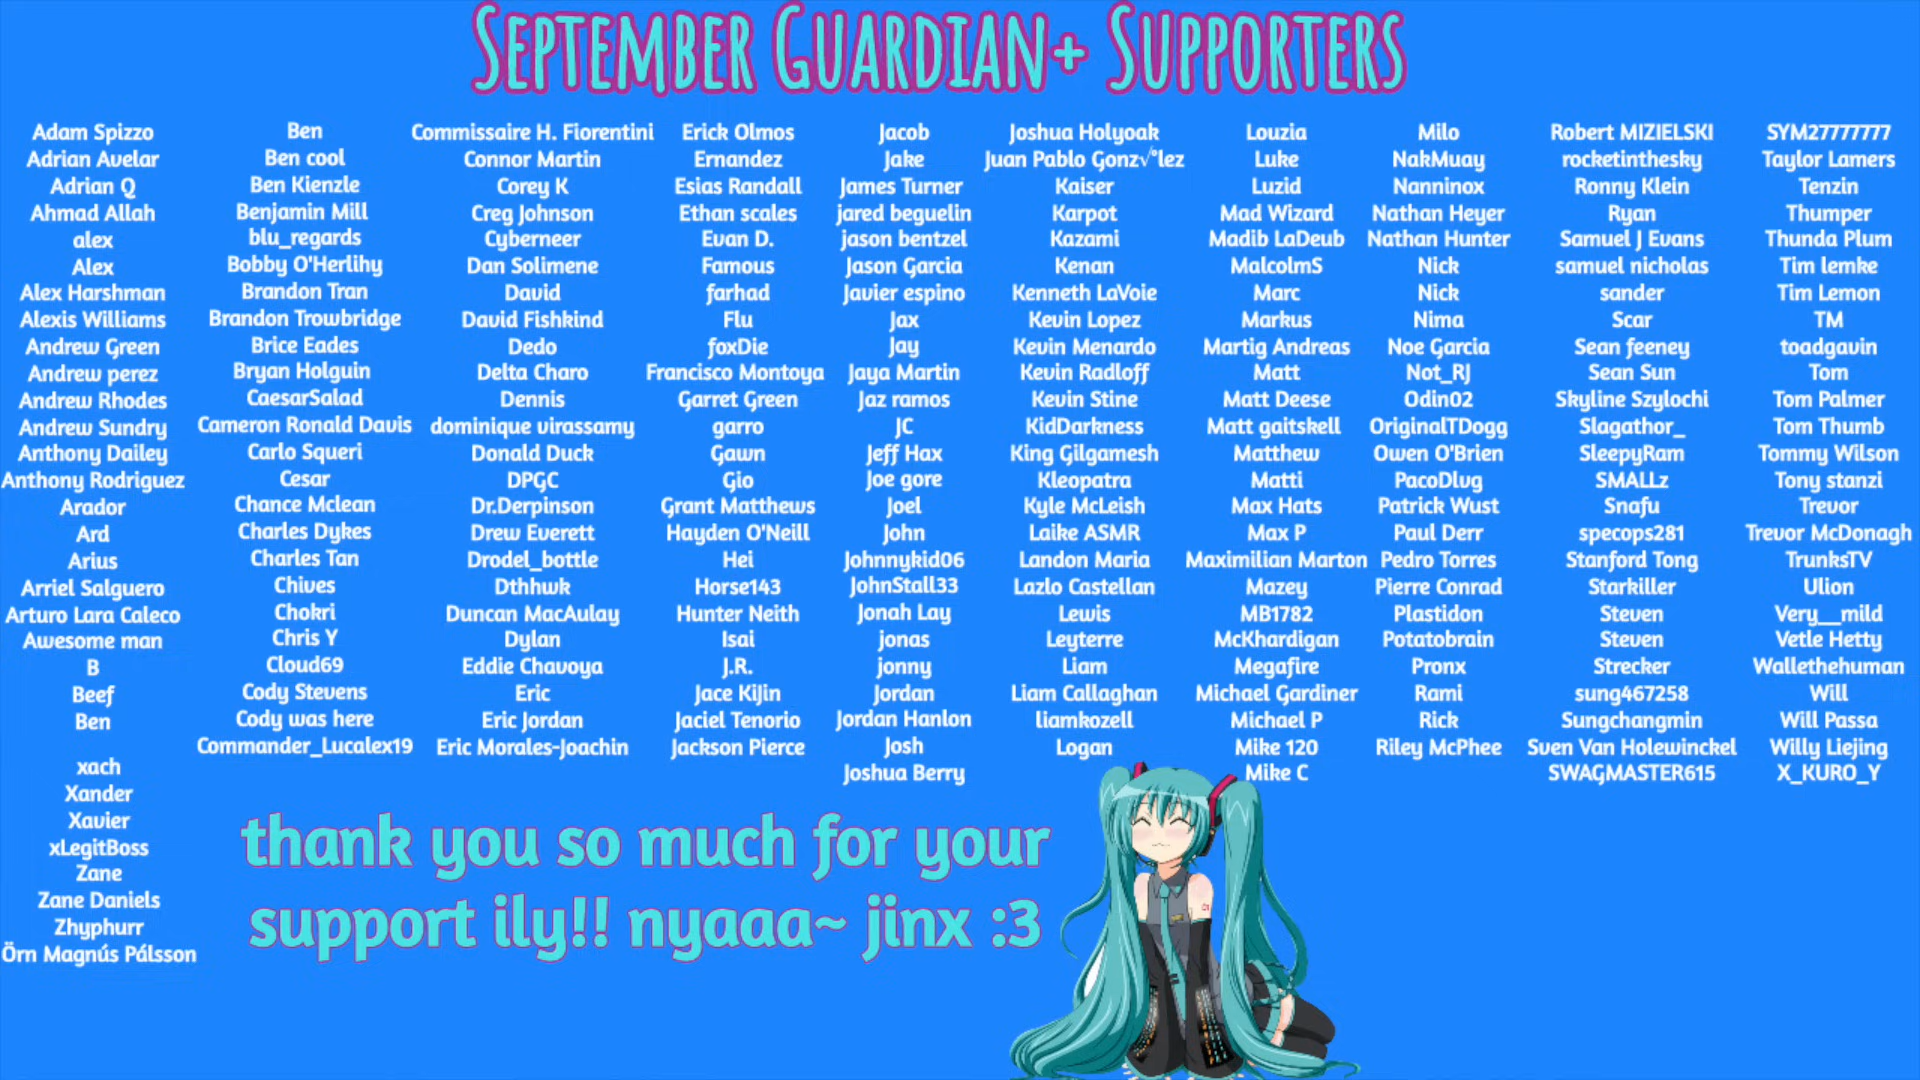 September Guardian+ Supporters
Adam Spizzo
Adrian Avelar
Adrian Q
Ahmad Allah
alex
Alex
Alex Harshman
Alexis Williams
Andrew Green
Andrew perez
Andrew Rhodes
Andrew Sundry
Anthony Dailey
Anthony Rodriguez
Arador
Ard
Arius
Arriel Salguero
Arturo Lara Caleco
Awesome man
B
Beef
Ben
Ben
Ben cool
Ben Kienzle
Benjamin Mill
blu_regards
Bobby O'Herlihy
Brandon Tran
Brandon Trowbridge
Brice Eades
Bryan Holguin
CaesarSalad
Cameron Ronald Davis
Carlo Squeri
Cesar
Chance Mclean
Charles Dykes
Charles Tan
Chives
Chokri
Chris Y
Cloud69
Cody Stevens
Cody was here
Commander_Lucalex19
Commissaire H. Fiorentini
Connor Martin
Corey K
Creg Johnson
Cyberneer
Dan Solimene
David
David Fishkind
Dedo
Delta Charo
Dennis
dominique virassamy
Donald Duck
DPGC
Dr.Derpinson
Drew Everett
Drodel_bottle
Dthhwk
Duncan MacAulay
Dylan
Eddie Chavoya
Eric
Eric Jordan
Eric Morales-Joachin
Erick Olmos
Ernandez
Esias Randall
Ethan scales
Evan D.
Famous
farhad
Flu
foxDie
Francisco Montoya
Garret Green
garro
Gawn
Gio
Grant Matthews
Hayden O'Neill
Hei
Horse143
Hunter Neith
Isai
J.R.
Jace Kijin
Jaciel Tenorio
Jackson Pierce
Jacob
Jake
James Turner
jared beguelin
jason bentzel
Jason Garcia
Javier espino
Jax
Jay
Jaya Martin
Jaz ramos
JC
Jeff Hax
Joe gore
Joel
John
Johnnykid06
JohnStall33
Jonah Lay
jonas
jonny
Jordan
Jordan Hanlon
Josh
Joshua Berry
Joshua Holyoak
Juan Pablo Gonz√°lez
Kaiser
Karpot
Kazami
Kenan
Kenneth LaVoie
Kevin Lopez
Kevin Menardo
Kevin Radloff
Kevin Stine
KidDarkness
King Gilgamesh
Kleopatra
Kyle McLeish
Laike ASMR
Landon Maria
Lazlo Castellan
Lewis
Leyterre
Liam
Liam Callaghan
liamkozell
Logan
Louzia
Luke
Luzid
Mad Wizard
Madib LaDeub
MalcolmS
Marc
Markus
Martig Andreas
Matt
Matt Deese
Matt gaitskell
Matthew
Matti
Max Hats
Max P
Maximilian Marton
Mazey
MB1782
McKhardigan
Megafire
Michael Gardiner
Michael P
Mike 120
Mike C
Milo
NakMuay
Nanninox
Nathan Heyer
Nathan Hunter
Nick
Nick
Nima
Noe Garcia
Not_RJ
Odin02
OriginalTDogg
Owen O'Brien
PacoDlvg
Patrick Wust
Paul Derr
Pedro Torres
Pierre Conrad
Plastidon
Potatobrain
Pronx
Rami
Rick
Riley McPhee
Robert MIZIELSKI
rocketinthesky
Ronny Klein
Ryan
Samuel J Evans
samuel nicholas
sander
Scar
Sean feeney
Sean Sun
Skyline Szylochi
Slagathor_
SleepyRam
SMALLz
Snafu
specops281
Stanford Tong
Starkiller
Steven
Steven
Strecker
sung467258
Sungchangmin
Sven Van Holewinckel
SWAGMASTER615
SYM27777777
Taylor Lamers
Tenzin
Thumper
Thunda Plum
Tim lemke
Tim Lemon
TM
toadgavin
Tom
Tom Palmer
Tom Thumb
Tommy Wilson
Tony stanzi
Trevor
Trevor McDonagh
TrunksTV
Ulion
Very__mild
Vetle Hetty
Wallethehuman
Will
Will Passa
Willy Liejing
X_KURO_Y
xach
Xander
Xavier
xLegitBoss
Zane
Zane Daniels
Zhyphurr
Örn Magnús Pálsson
thank you so much for your
support ily!! nyaaa~ jinx :3